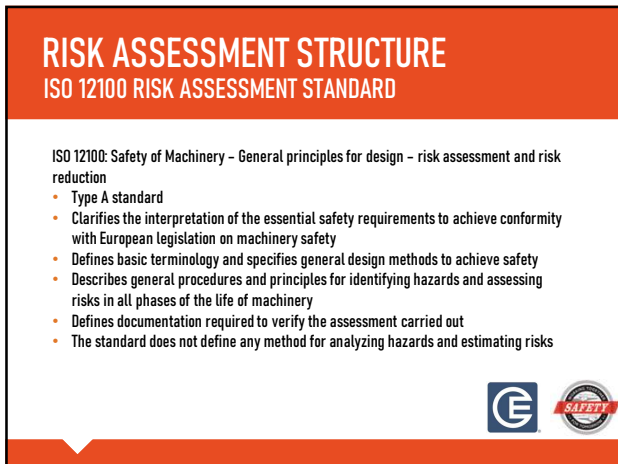 RISK ASSESSMENT STRUCTURE
ISO 12100 RISK ASSESSMENT STANDARD
ISO 12100: Safety of Machinery – General principles for design – risk assessment and risk
reduction
• Type A standard
• Clarifies the interpretation of the essential safety requirements to achieve conformity
with European legislation on machinery safety
• Defines basic terminology and specifies general design methods to achieve safety
• Describes general procedures and principles for identifying hazards and assessing
risks in all phases of the life of machinery
• Defines documentation required to verify the assessment carried out
• The standard does not define any method for analyzing hazards and estimating risks
SAFETY